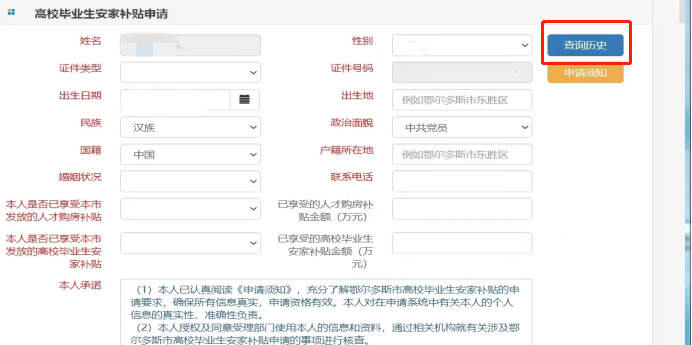 高校毕业生安家补贴申请
姓名 性别 查询历史
证件类型 证件号码 申请须知
出生日期 出生地 例如鄂尔多斯市东胜区
民族 汉族 政治面貌 中共党员
国籍 中国 户籍所在地 例如鄂尔多斯市东胜区
婚姻状况 联系电话
本人是否已享受本市
发放的人才购房补贴
已享受的人才购房补
贴金额（万元）
本人是否已享受本市
发放的高校毕业生安
家补贴
已享受的高校毕业生
安家补贴金额（万
元）
本人承诺
（1）本人已认真阅读《申请须知》，充分了解鄂尔多斯市高校毕业生安家补贴的申
请要求，确保所有信息真实，申请资格有效。本人对在申请系统中有关本人的个人
信息的真实性、准确性负责。
（2）本人授权及同意受理部门使用本人的信息和资料，通过相关机构就有关涉及鄂
尔多斯市高校毕业生安家补贴申请的事项进行核查。